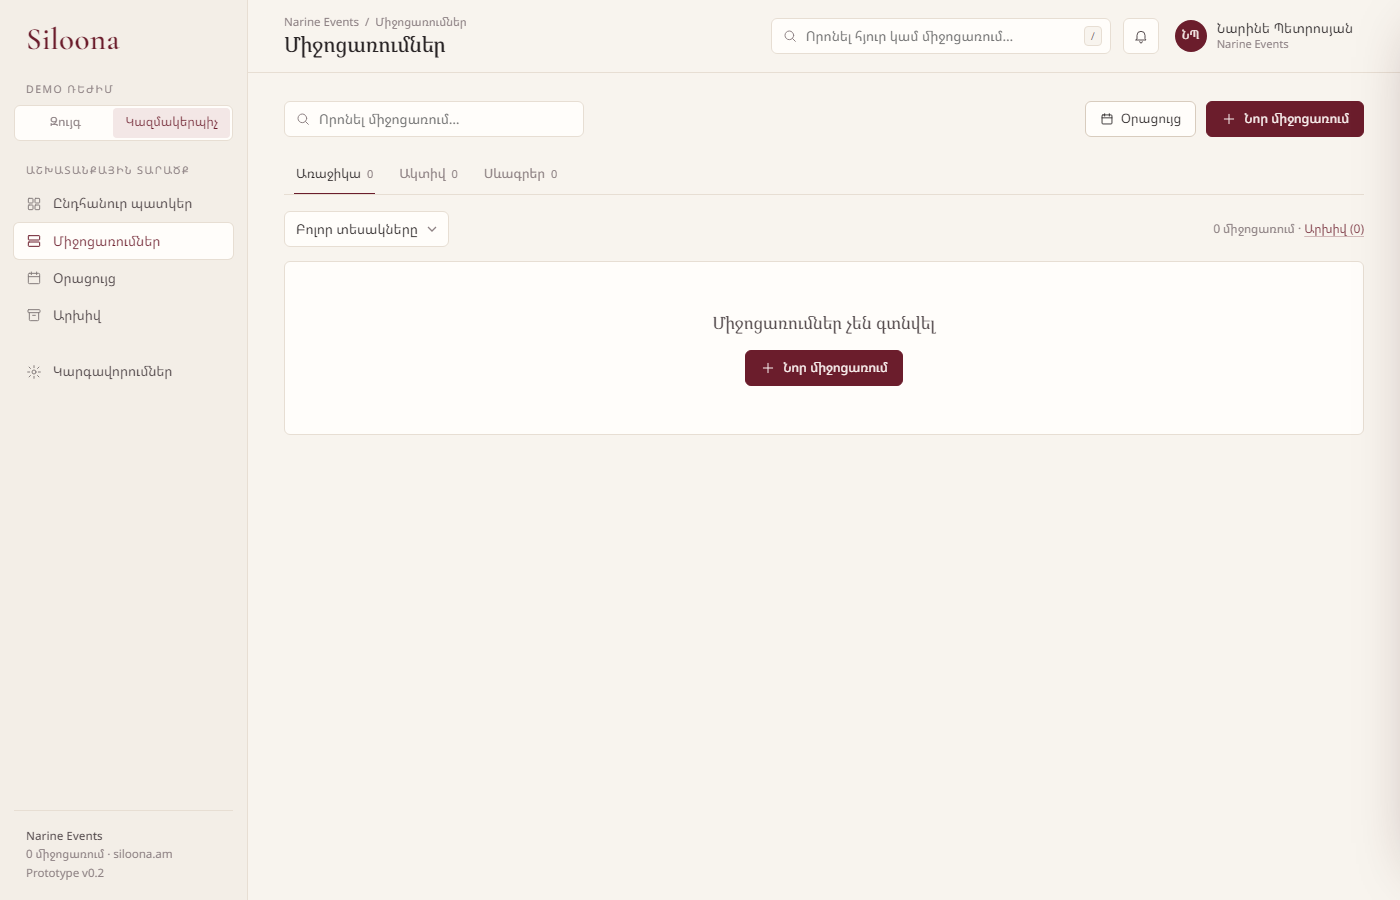 Siloona
DEMO ՌԵԺԻՄ
Զույգ
Կազմակերպիչ
ԱՇԽԱՏԱՆՔԱՅԻՆ ՏԱՐԱԾՔ
Ընդհանուր պատկեր
Միջոցառումներ
Օրացույց
Արխիվ
Կարգավորումներ
Narine Events
0 միջոցառում · siloona.am
Prototype v0.2
Narine Events / Միջոցառումներ
Միջոցառումներ
Որոնել հյուր կամ միջոցառում…
/
ՆՊ
Նարինե Պետրոսյան
Narine Events
Որոնել միջոցառում…
Օրացույց
Նոր միջոցառում
Առաջիկա 0
Ակտիվ 0
Սևագրեր 0
Բոլոր տեսակները
0 միջոցառում · Արխիվ (0)
Միջոցառումներ չեն գտնվել
Նոր միջոցառում